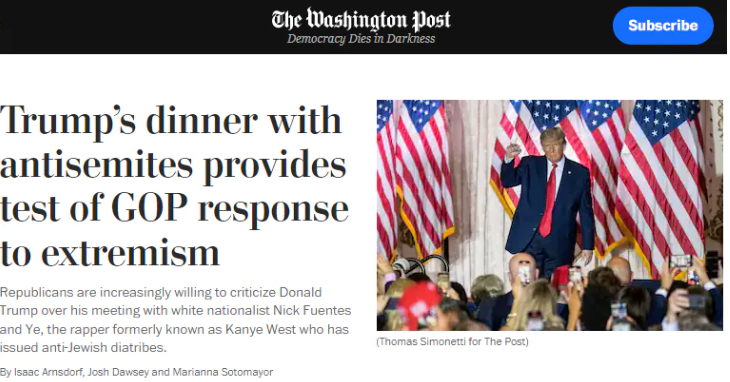 The Washington Post
Democracy Dies in Darkness
Subscribe
Trump's dinner with
antisemites provides
test of GOP response
to extremism
Republicans are increasingly willing to criticize Donald
Trump over his meeting with white nationalist Nick Fuentes
and Ye, the rapper formerly known as Kanye West who has
issued anti-Jewish diatribes.
By Isaac Arnsdorf, Josh Dawsey and Marianna Sotomayor
(Thomas Simonetti for The Post)